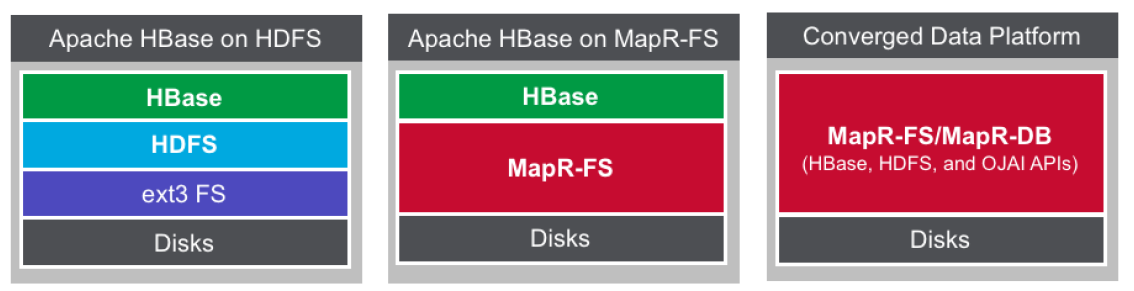 Apache HBase on HDFS
HBase
HDFS
ext3 FS
Disks
Apache HBase on MapR-FS
HBase
MapR-FS
Disks
Converged Data Platform
MapR-FS/MapR-DB
(HBase, HDFS, and OJAI APIs)
Disks